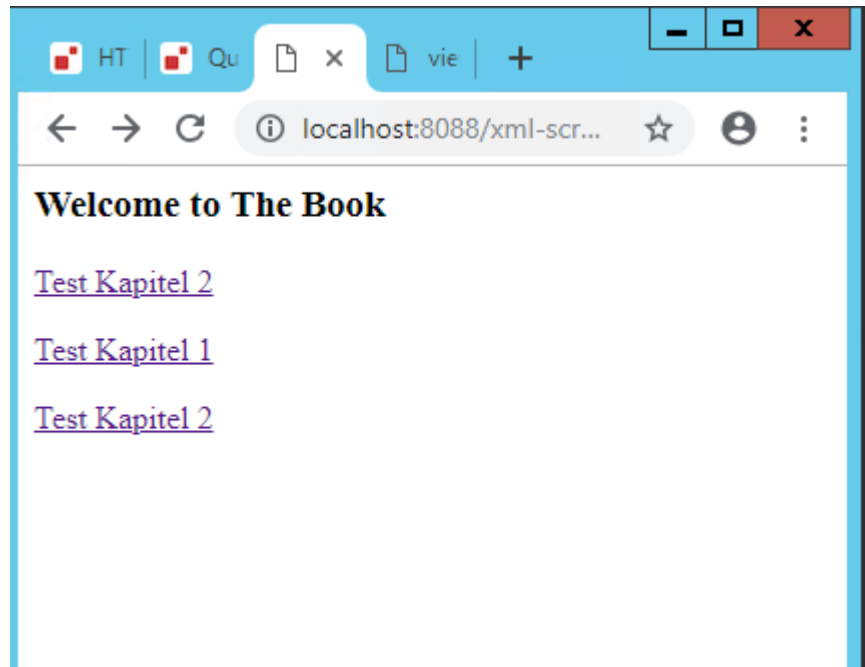 HT Qu vie
localhost:8088/xml-scr...
Welcome to The Book
Test Kapitel 2
Test Kapitel 1
Test Kapitel 2